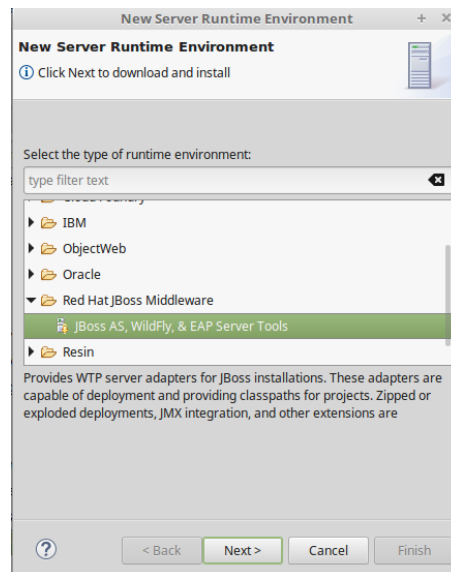 New Server Runtime Environment
New Server Runtime Environment
Click Next to download and install
Select the type of runtime environment:
type filter text
Cloud Foundry
IBM
ObjectWeb
Oracle
Red Hat JBoss Middleware
JBoss AS, WildFly, & EAP Server Tools
Resin
Provides WTP server adapters for JBoss installations. These adapters are
capable of deployment and providing classpaths for projects. Zipped or
exploded deployments, JMX integration, and other extensions are
< Back Next > Cancel Finish